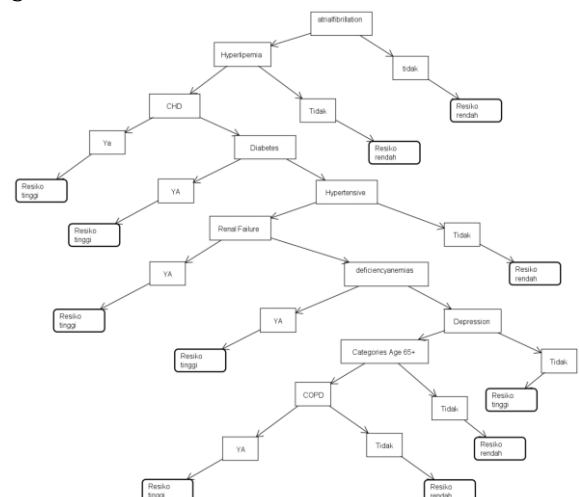 atrialfibrillation
Hyperlipemia
tidak
CHD
Tidak
Resiko
rendah
Ya
Diabetes
Resiko
rendah
Resiko
tinggi
YA
Hypertensive
Resiko
tinggi
Renal Failure
Tidak
YA
deficiencyanemias
Resiko
rendah
Resiko
tinggi
YA
Depression
Resiko
tinggi
Categories Age 65+
Tidak
COPD
Tidak
Resiko
tinggi
YA
Tidak
Resiko
rendah
Resiko
tinggi
Resiko
rendah